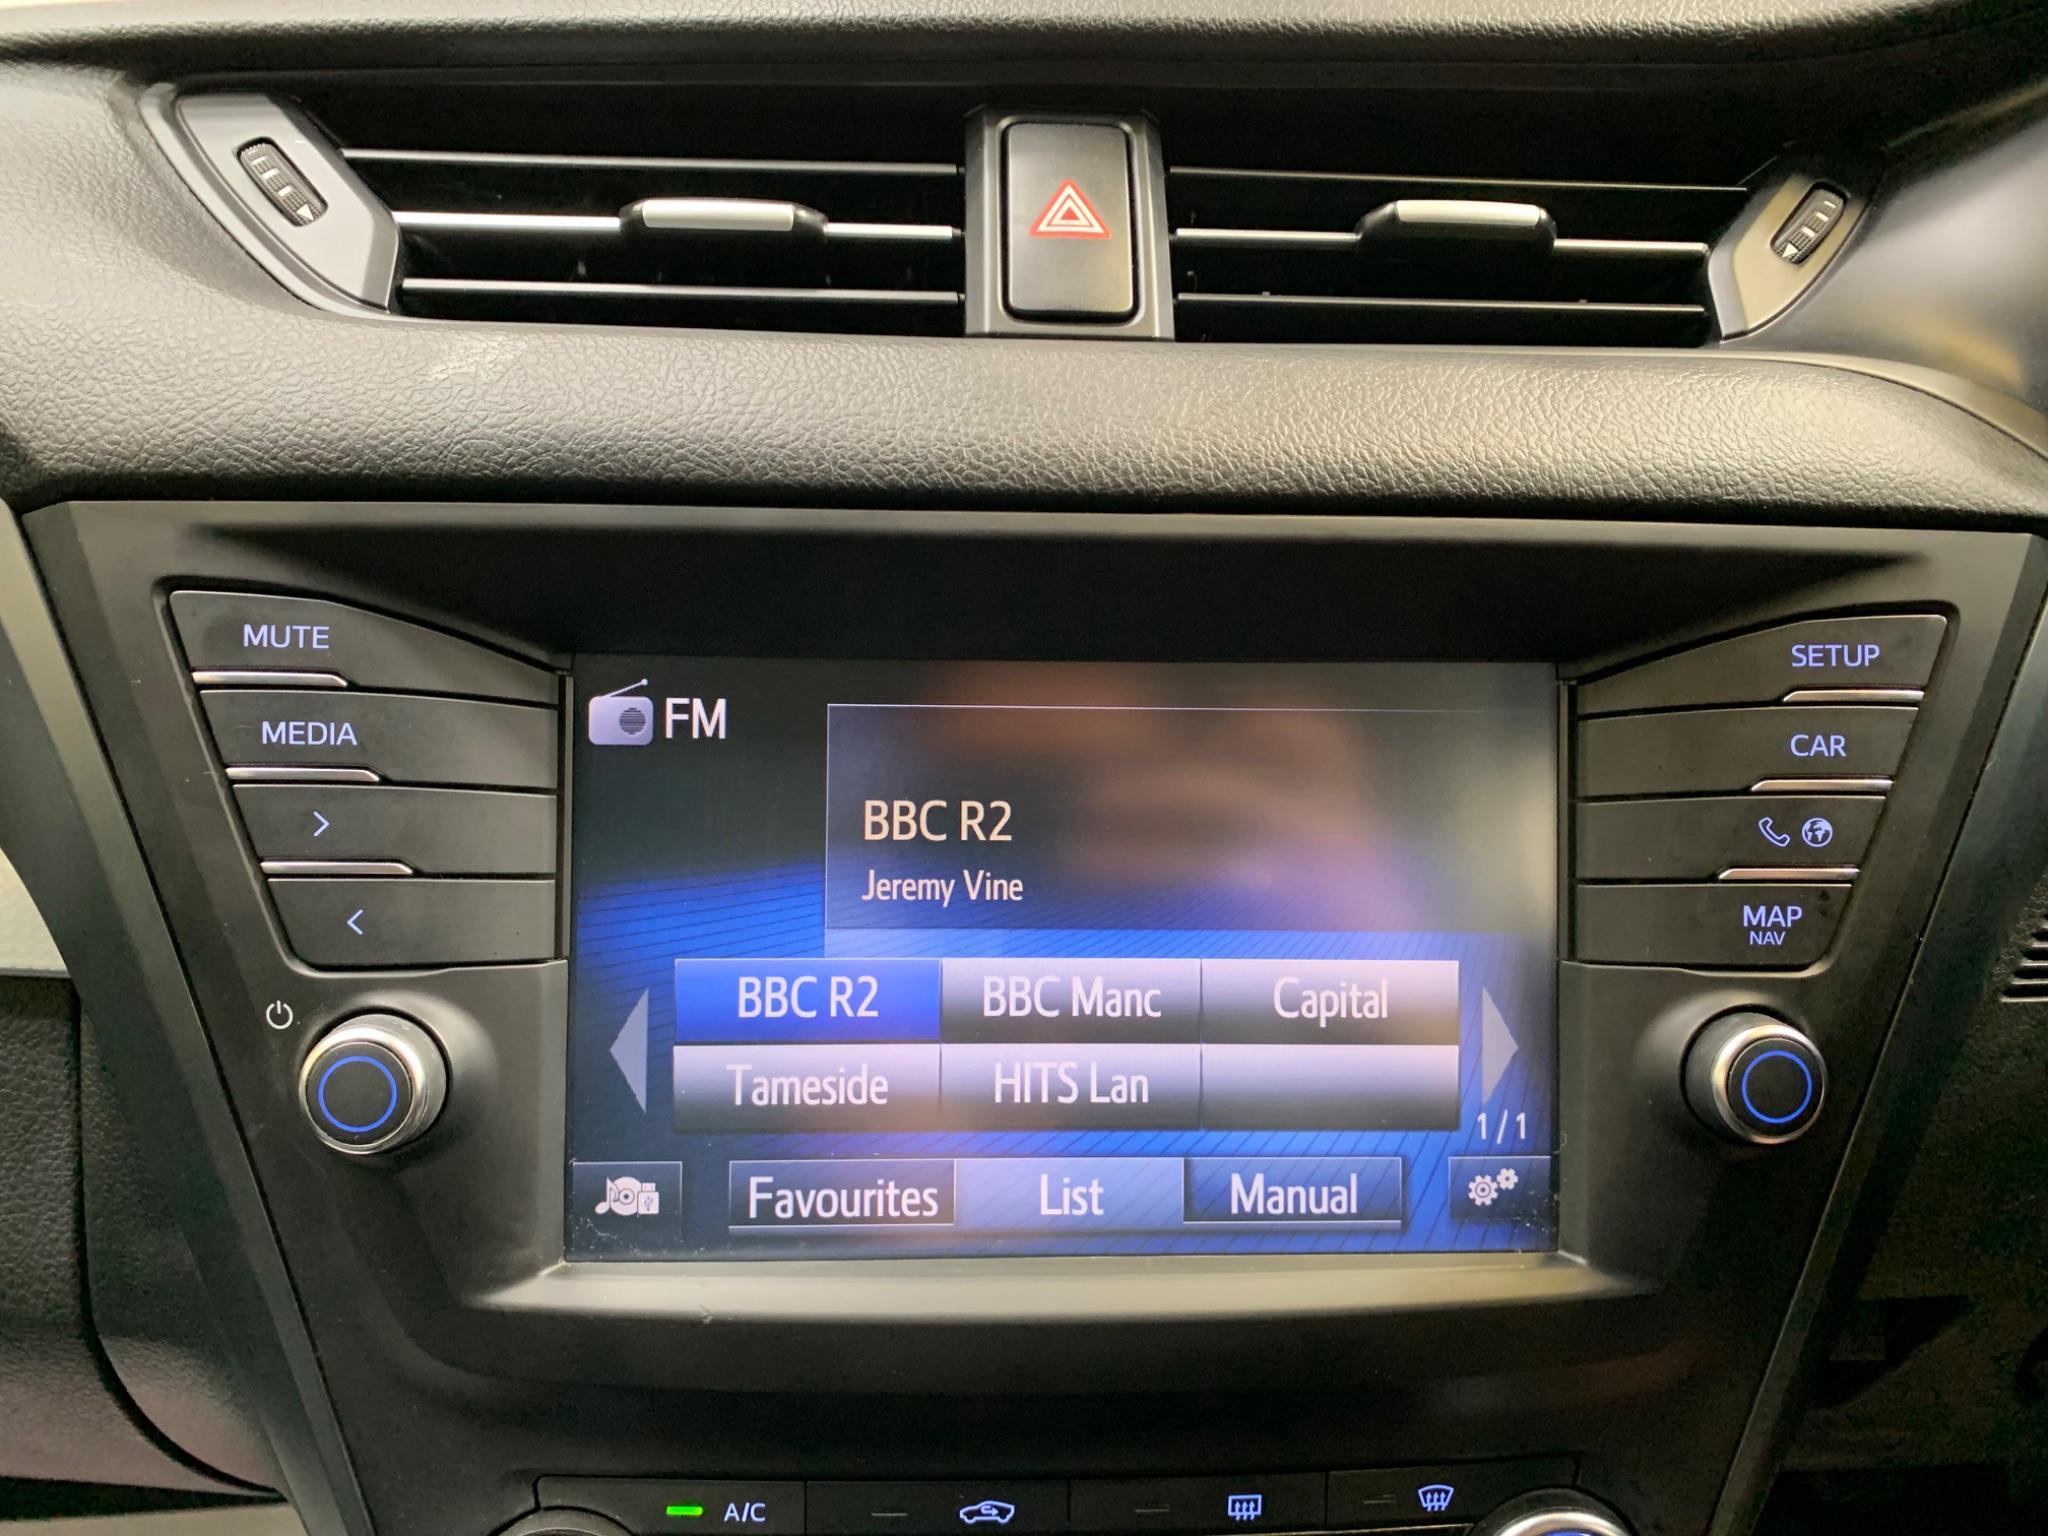 MUTE
MEDIA
>
<
FM
BBC R2
Jeremy Vine
BBC R2
BBC Manc
Capital
Tameside
HITS Lan
1/1
Favourites
List
Manual
SETUP
CAR
MAP
NAV
A/C